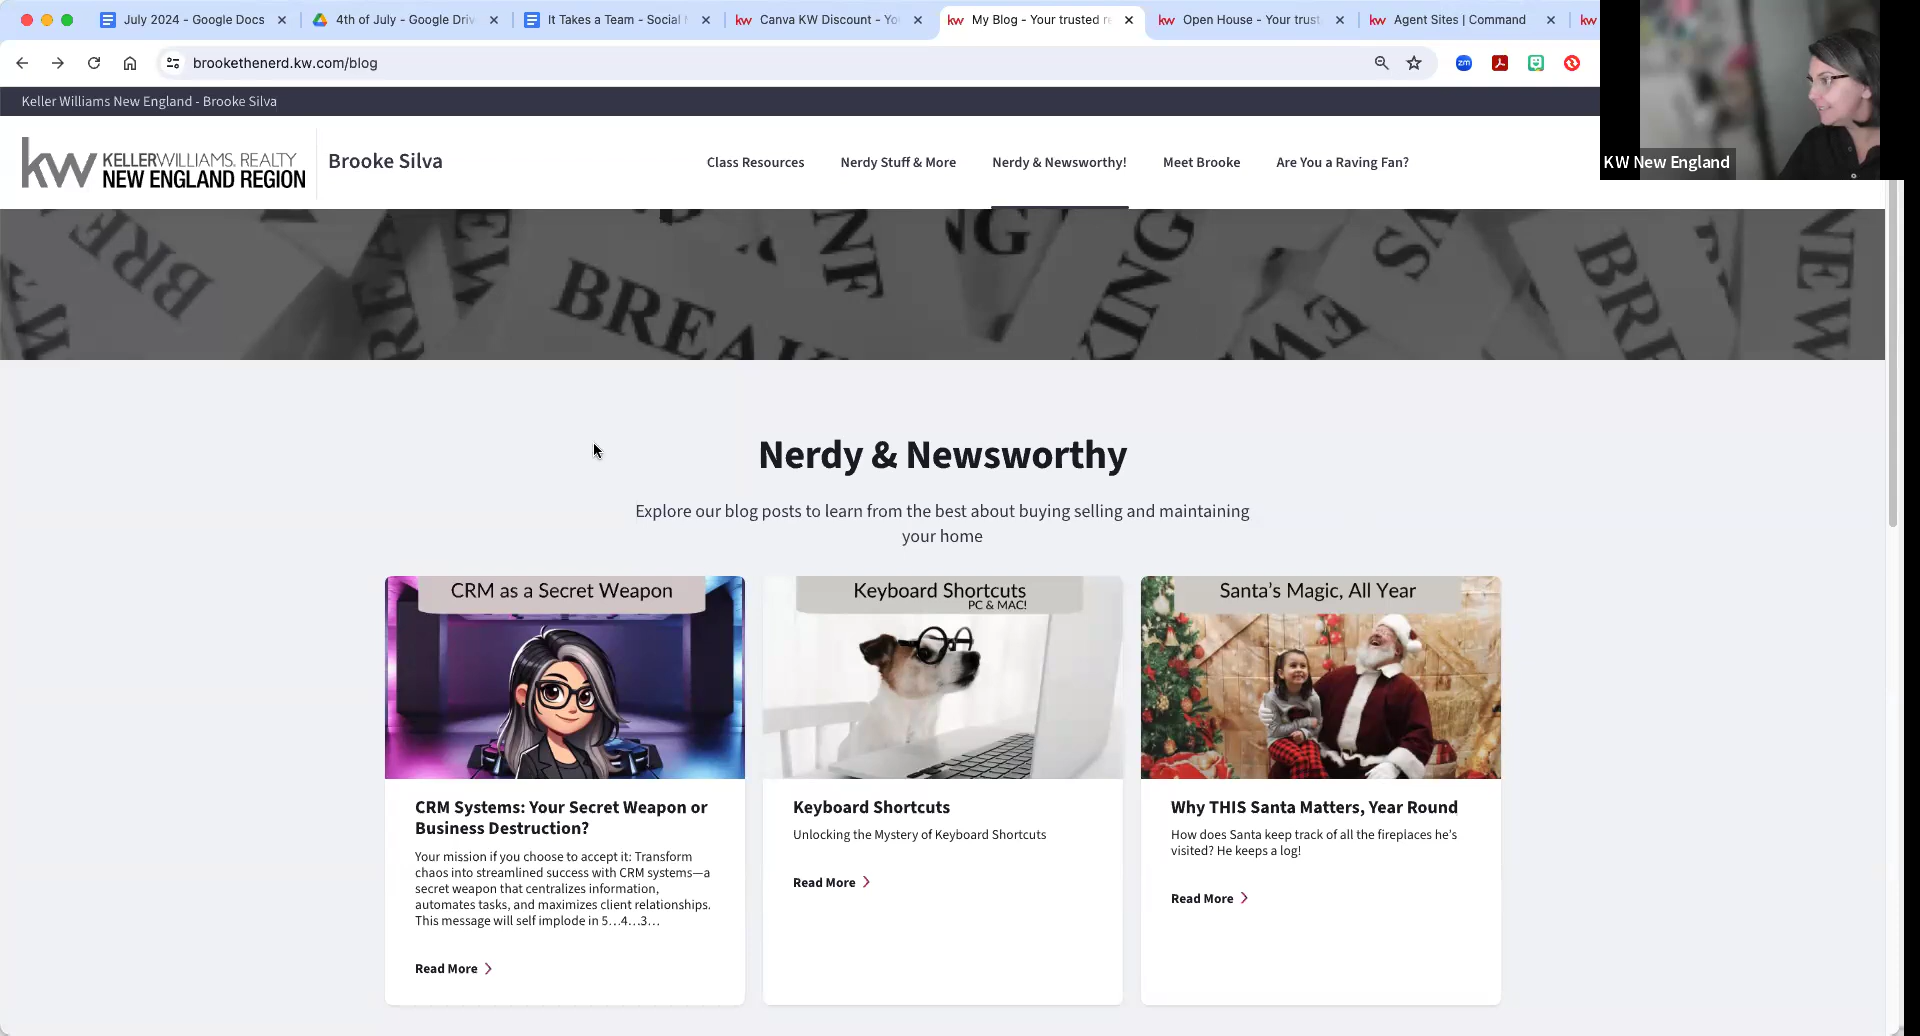 July 2024 - Google Docs
4th of July - Google Driv
It Takes a Team - Social
Canva KW Discount - Yo
My Blog - Your trusted r
Open House - Your trust
Agent Sites | Command
kw
brookethenerd.kw.com/blog
zm
Keller Williams New England - Brooke Silva
kw KELLERWILLIAMS. REALTY
NEW ENGLAND REGION
Brooke Silva
Class Resources
Nerdy Stuff & More
Nerdy & Newsworthy!
Meet Brooke
Are You a Raving Fan?
KW New England
Nerdy & Newsworthy
Explore our blog posts to learn from the best about buying selling and maintaining
your home
CRM as a Secret Weapon
CRM Systems: Your Secret Weapon or
Business Destruction?
Your mission if you choose to accept it: Transform
chaos into streamlined success with CRM systems—a
secret weapon that centralizes information,
automates tasks, and maximizes client relationships.
This message will self implode in 5…4…3…
Read More
Keyboard Shortcuts
PC & MAC!
Keyboard Shortcuts
Unlocking the Mystery of Keyboard Shortcuts
Read More
Santa's Magic, All Year
Why THIS Santa Matters, Year Round
How does Santa keep track of all the fireplaces he's
visited? He keeps a log!
Read More